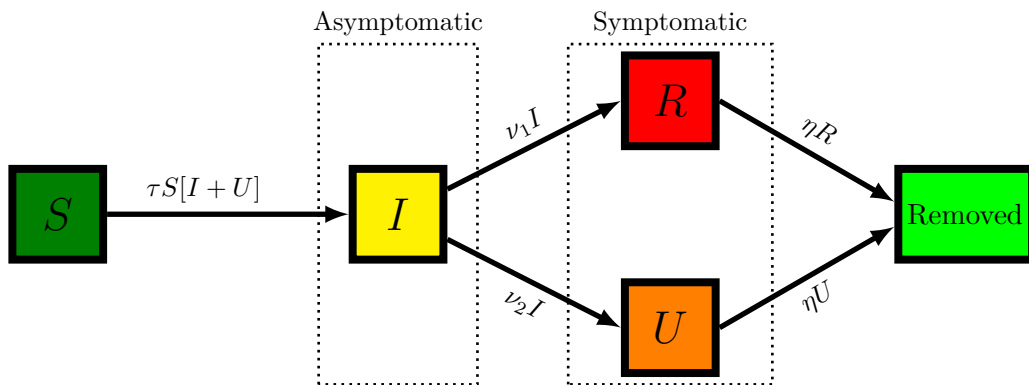 Asymptomatic
Symptomatic
S
τS[I + U]
I
ν₁I
ν₂I
R
U
ηR
ηU
Removed